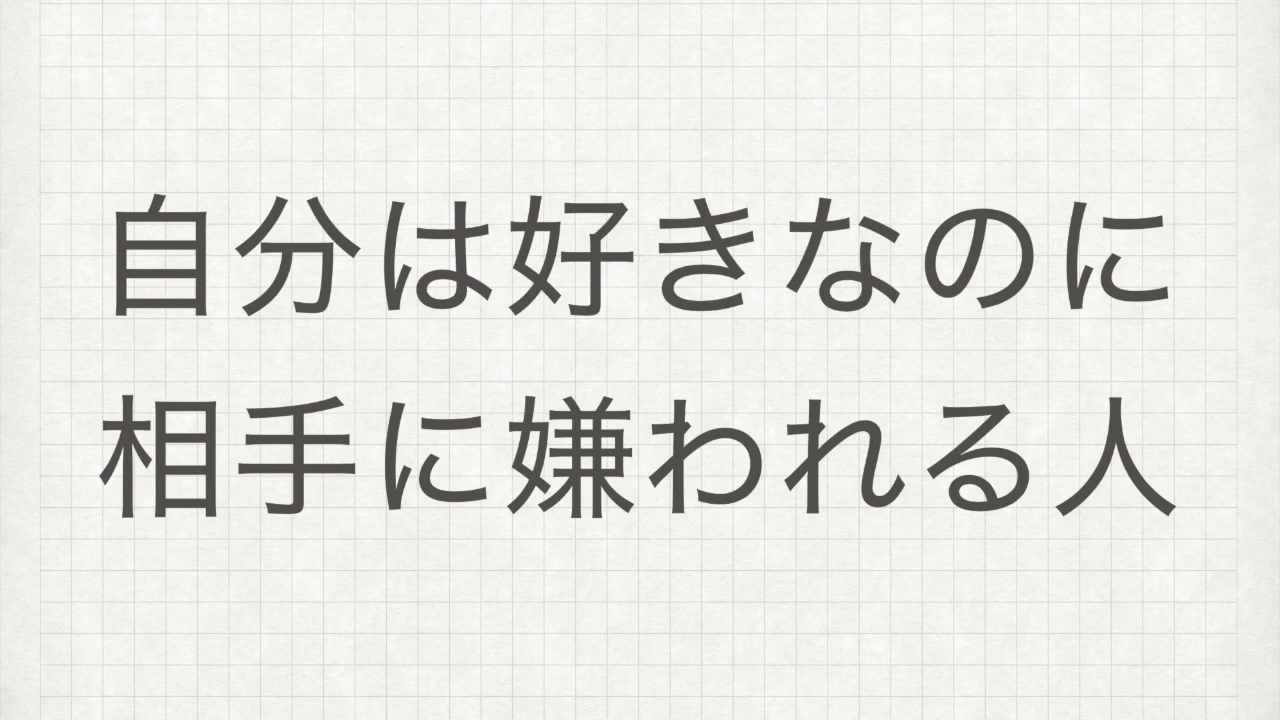 自分は好きなのに
相手に嫌われる人